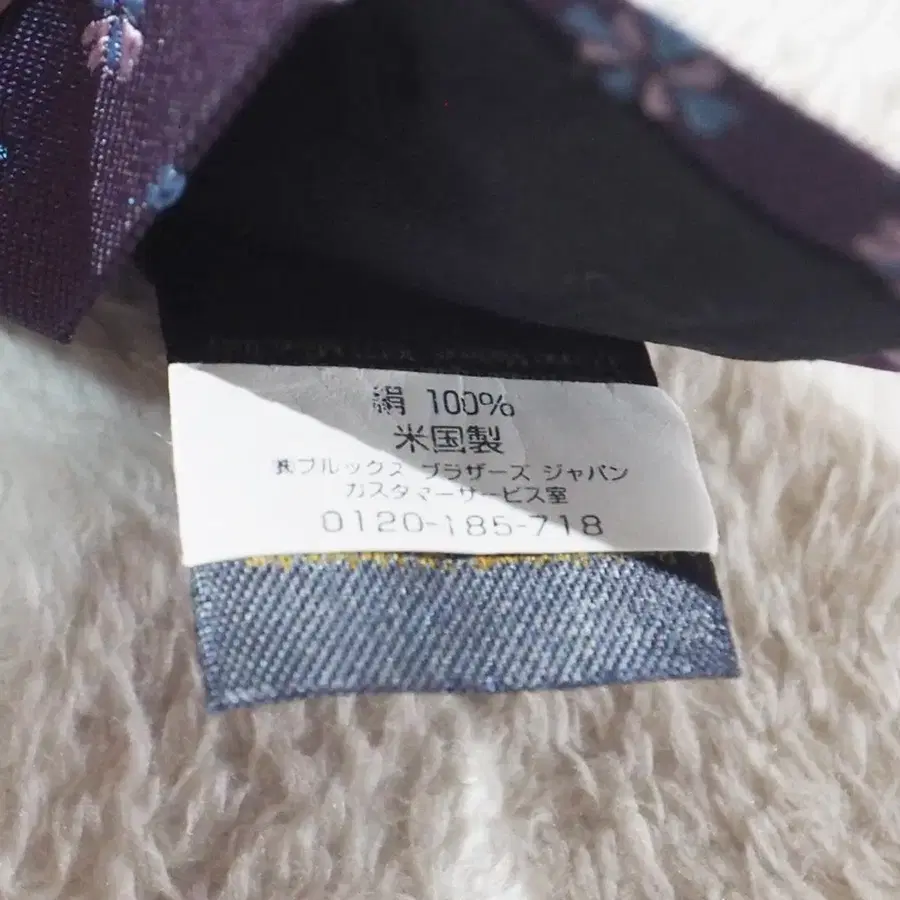 絹 100%
米国製
㈱ブルックス ブラザーズ ジャパン
カスタマーサービス室
0120-185-718